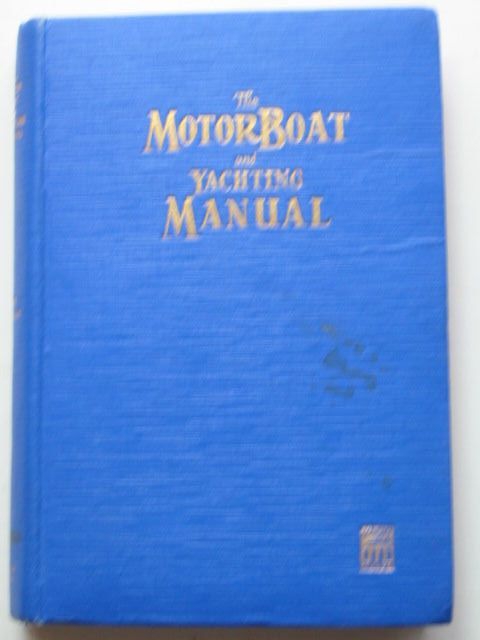 The
MOTORBOAT
and
YACHTING
MANUAL